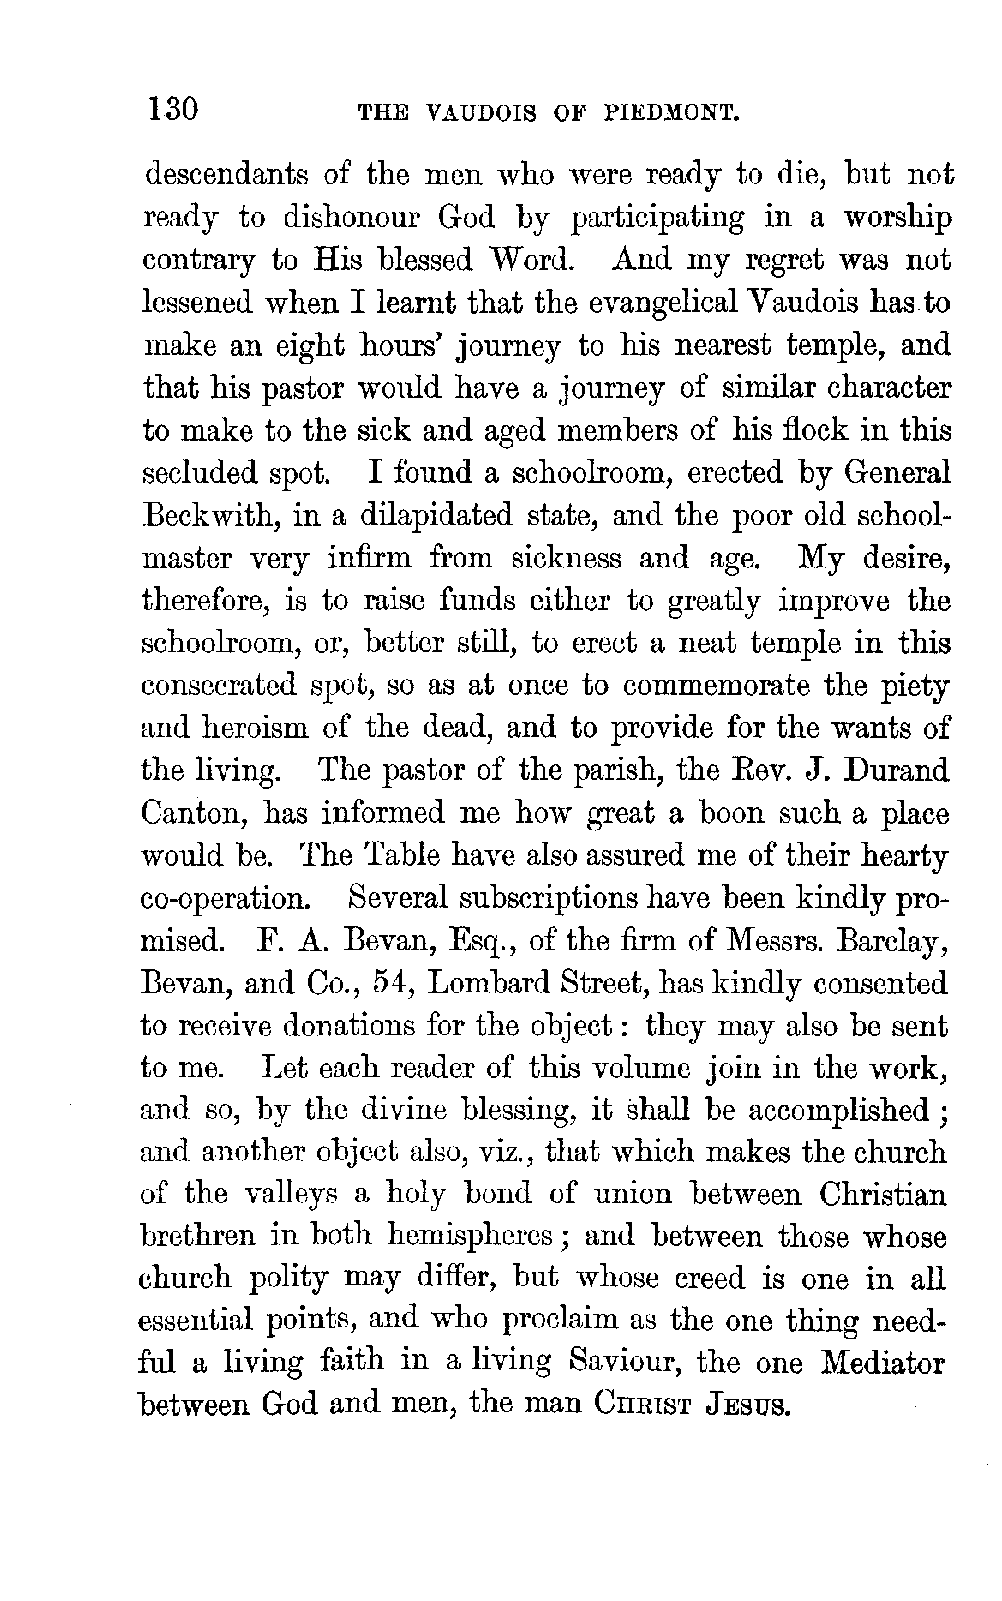 130 THE VAUDOIS OF PIEDMONT.
descendants of the men who were ready to die, but not
ready to dishonour God by participating in a worship
contrary to His blessed Word. And my regret was not
lessened when I learnt that the evangelical Vaudois has to
make an eight hours' journey to his nearest temple, and
that his pastor would have a journey of similar character
to make to the sick and aged members of his flock in this
secluded spot. I found a schoolroom, erected by General
Beckwith, in a dilapidated state, and the poor old school-
master very infirm from sickness and age. My desire,
therefore, is to raise funds either to greatly improve the
schoolroom, or, better still, to erect a neat temple in this
consecrated spot, so as at once to commemorate the piety
and heroism of the dead, and to provide for the wants of
the living. The pastor of the parish, the Rev. J. Durand
Canton, has informed me how great a boon such a place
would be. The Table have also assured me of their hearty
co-operation. Several subscriptions have been kindly pro-
mised. F. A. Bevan, Esq., of the firm of Messrs. Barclay,
Bevan, and Co., 54, Lombard Street, has kindly consented
to receive donations for the object : they may also be sent
to me. Let each reader of this volume join in the work,
and so, by the divine blessing, it shall be accomplished ;
and another object also, viz., that which makes the church
of the valleys a holy bond of union between Christian
brethren in both hemispheres ; and between those whose
church polity may differ, but whose creed is one in all
essential points, and who proclaim as the one thing need-
ful a living faith in a living Saviour, the one Mediator
between God and men, the man CHRIST JESUS.